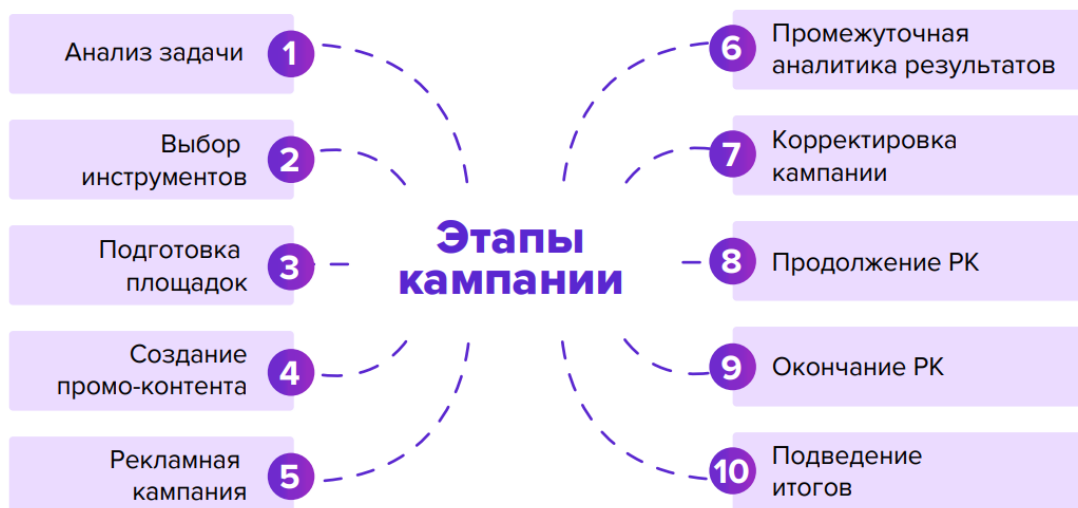 Этапы
кампании
1
Анализ задачи
2
Выбор
инструментов
3
Подготовка
площадок
4
Создание
промо-контента
5
Рекламная
кампания
6
Промежуточная
аналитика результатов
7
Корректировка
кампании
8
Продолжение РК
9
Окончание РК
10
Подведение
итогов